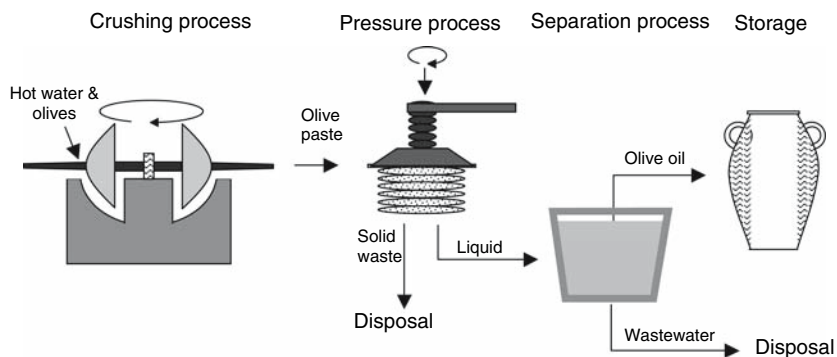 Crushing process
Pressure process
Separation process
Storage
Hot water &
olives
Olive
paste
Olive oil
Solid
waste
Liquid
Disposal
Wastewater
Disposal